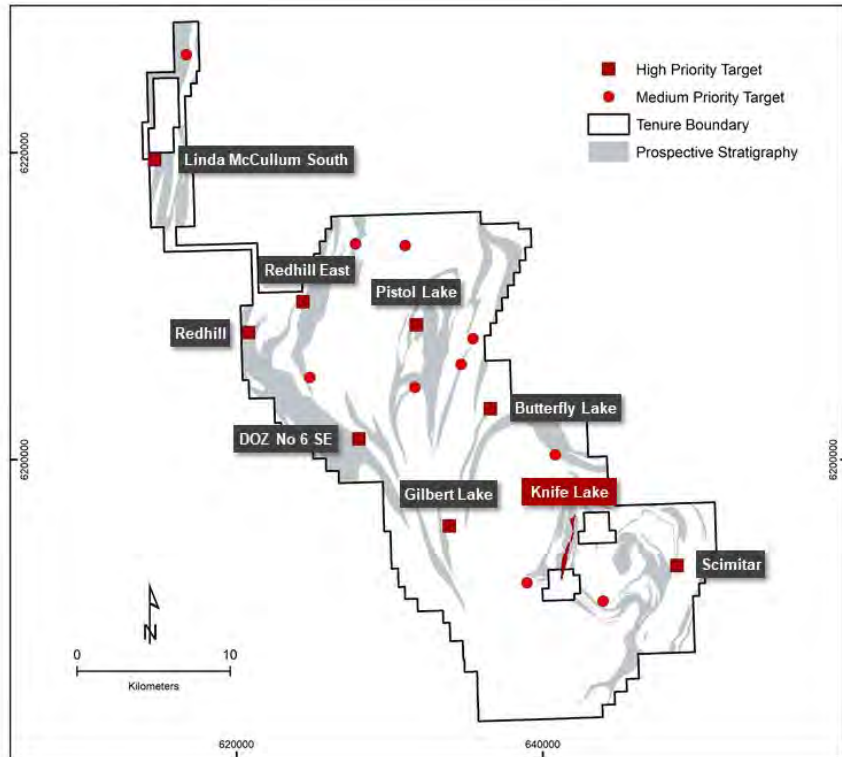 High Priority Target
Medium Priority Target
Tenure Boundary
Prospective Stratigraphy
6220000
Linda McCullum South
Redhill East
Pistol Lake
Redhill
Butterfly Lake
DOZ No 6 SE
6200000
6200000
Gilbert Lake
Knife Lake
Scimitar
N
0 10
Kilometers
620000
640000